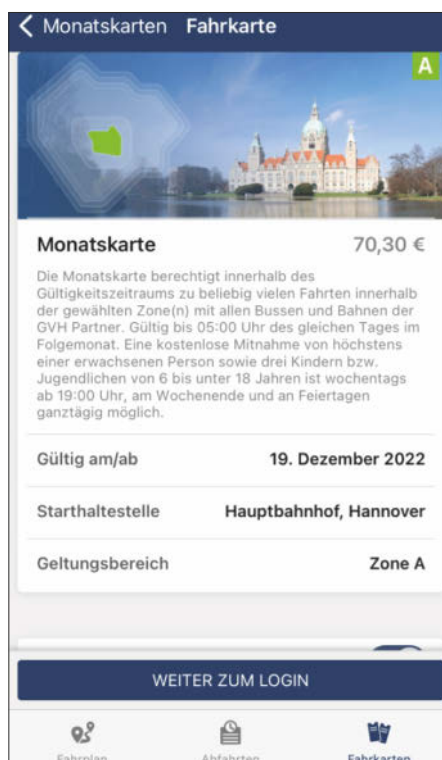 Monatskarten Fahrkarte
A
Monatskarte 70,30 €
Die Monatskarte berechtigt innerhalb des
Gültigkeitszeitraums zu beliebig vielen Fahrten innerhalb
der gewählten Zone(n) mit allen Bussen und Bahnen der
GVH Partner. Gültig bis 05:00 Uhr des gleichen Tages im
Folgemonat. Eine kostenlose Mitnahme von höchstens
einer erwachsenen Person sowie drei Kindern bzw.
Jugendlichen von 6 bis unter 18 Jahren ist wochentags
ab 19:00 Uhr, am Wochenende und an Feiertagen
ganztägig möglich.
Gültig am/ab 19. Dezember 2022
Starthaltestelle Hauptbahnhof, Hannover
Geltungsbereich Zone A
WEITER ZUM LOGIN
Fahrplan Abfahrten Fahrkarten